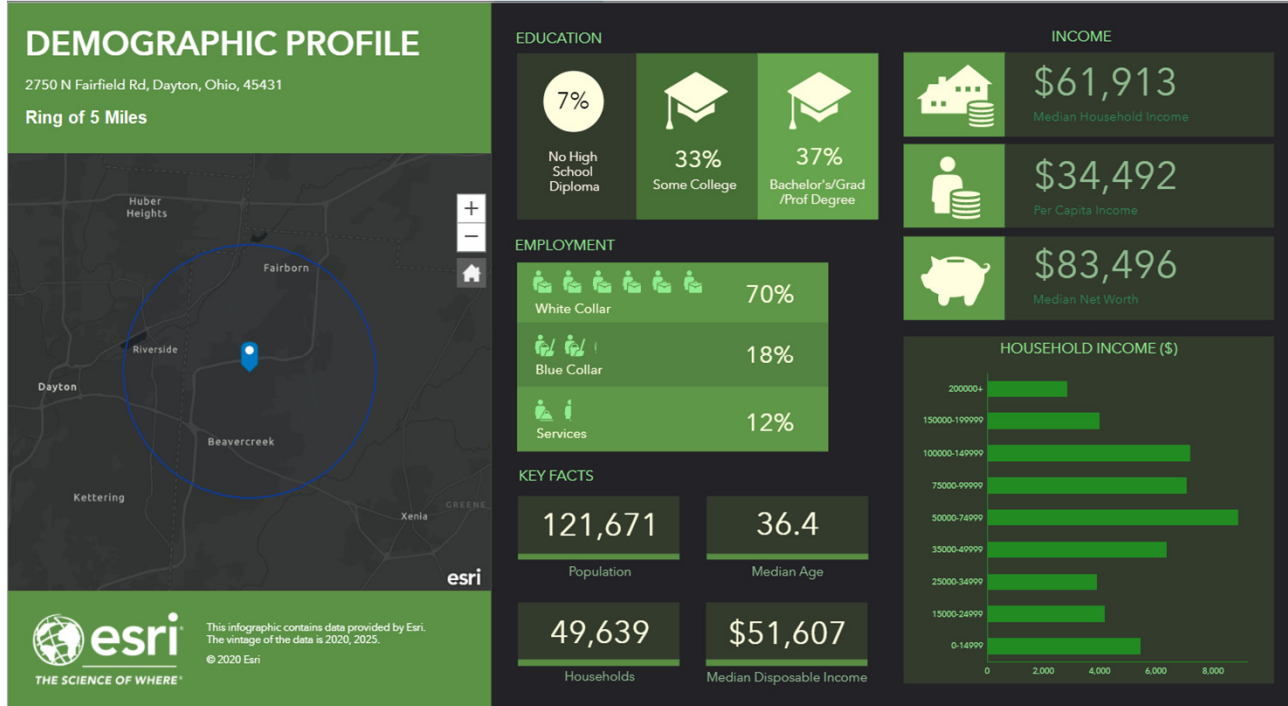 DEMOGRAPHIC PROFILE
2750 N Fairfield Rd, Dayton, Ohio, 45431
Ring of 5 Miles
Huber
Heights
Fairborn
Riverside
Dayton
Beavercreek
Kettering
Xenia
GREENE
+
−
esri
esri
THE SCIENCE OF WHERE®
This infographic contains data provided by Esri.
The vintage of the data is 2020, 2025.
© 2020 Esri
EDUCATION
7%
No High
School
Diploma
33%
Some College
37%
Bachelor's/Grad
/Prof Degree
EMPLOYMENT
White Collar
70%
Blue Collar
18%
Services
12%
KEY FACTS
121,671
Population
36.4
Median Age
49,639
Households
$51,607
Median Disposable Income
INCOME
$61,913
Median Household Income
$34,492
Per Capita Income
$83,496
Median Net Worth
HOUSEHOLD INCOME ($)
200000+
150000-199999
100000-149999
75000-99999
50000-74999
35000-49999
25000-34999
15000-24999
0-14999
0
2,000
4,000
6,000
8,000